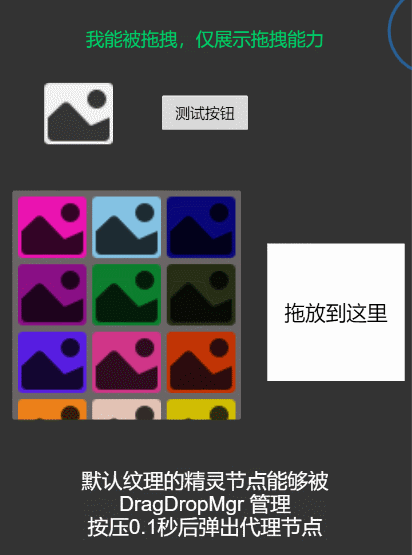 我能被拖拽，仅展示拖拽能力
测试按钮
拖放到这里
默认纹理的精灵节点能够被
DragDropMgr 管理
按压0.1秒后弹出代理节点